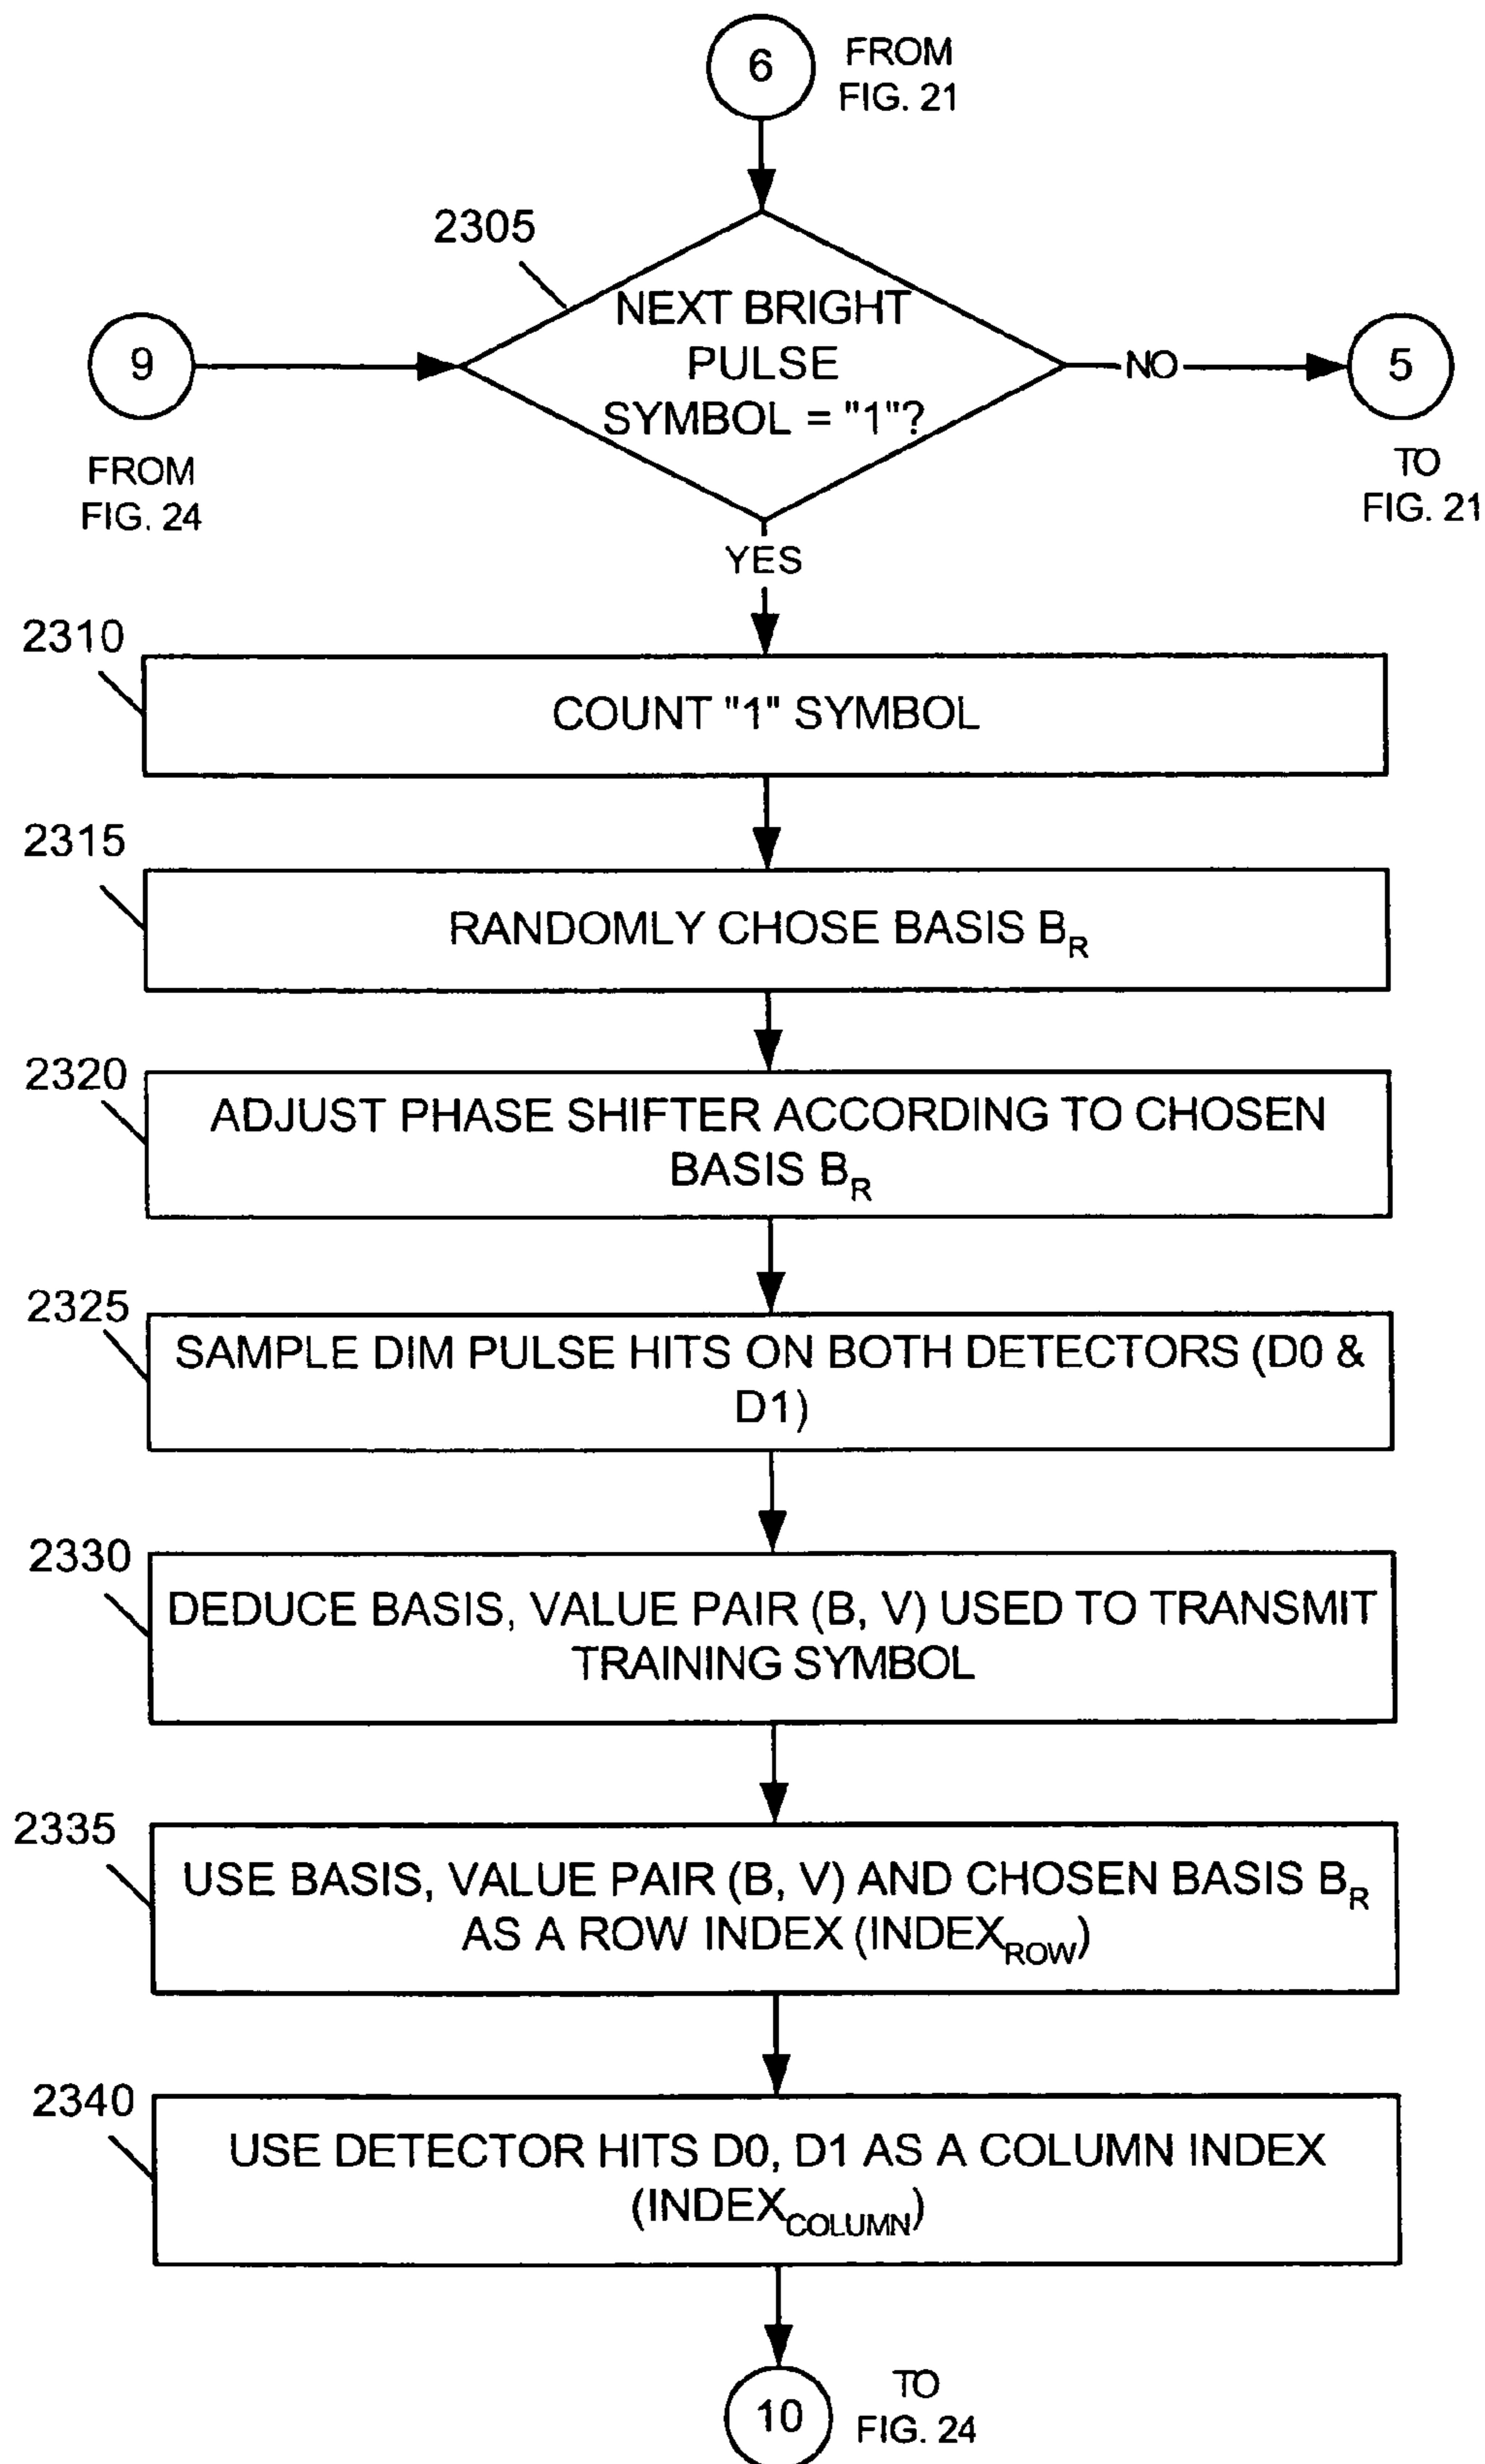 6
FROM
FIG. 21
2305
NEXT BRIGHT
PULSE
SYMBOL = "1"?
9
FROM
FIG. 24
NO
5
TO
FIG. 21
YES
2310
COUNT "1" SYMBOL
2315
RANDOMLY CHOSE BASIS B_R
2320
ADJUST PHASE SHIFTER ACCORDING TO CHOSEN
BASIS B_R
2325
SAMPLE DIM PULSE HITS ON BOTH DETECTORS (D0 &
D1)
2330
DEDUCE BASIS, VALUE PAIR (B, V) USED TO TRANSMIT
TRAINING SYMBOL
2335
USE BASIS, VALUE PAIR (B, V) AND CHOSEN BASIS B_R
AS A ROW INDEX (INDEX_ROW)
2340
USE DETECTOR HITS D0, D1 AS A COLUMN INDEX
(INDEX_COLUMN)
10
TO
FIG. 24